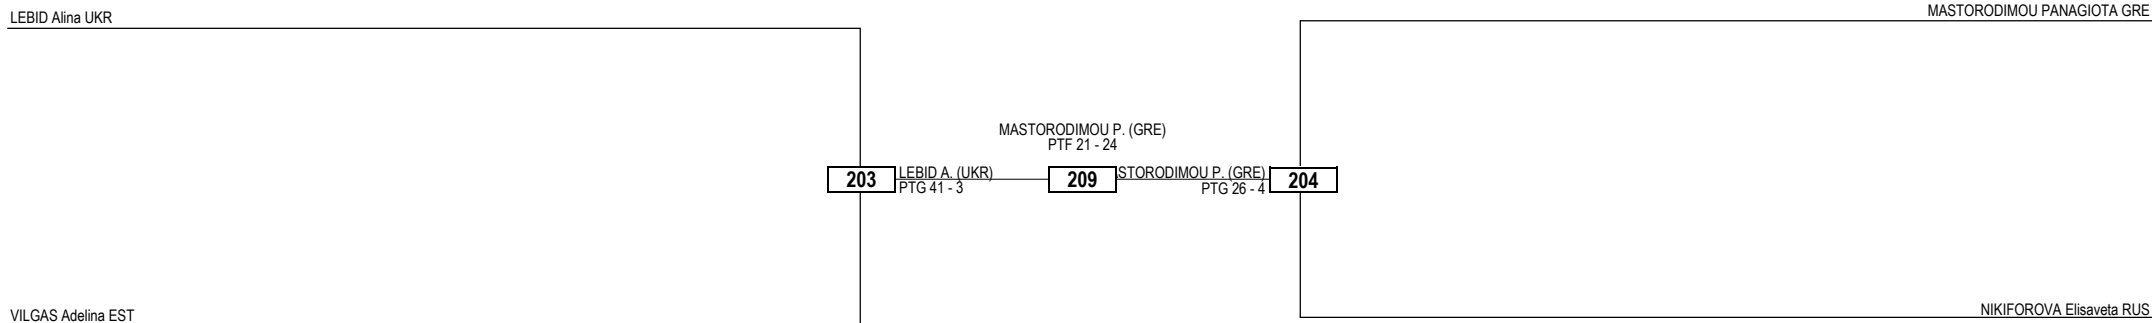 LEBID Alina UKR
MASTORODIMOU PANAGIOTA GRE
MASTORODIMOU P. (GRE)
PTF 21 - 24
203
LEBID A. (UKR)
PTG 41 - 3
209
STORODIMOU P. (GRE)
PTG 26 - 4
204
VILGAS Adelina EST
NIKIFOROVA Elisaveta RUS